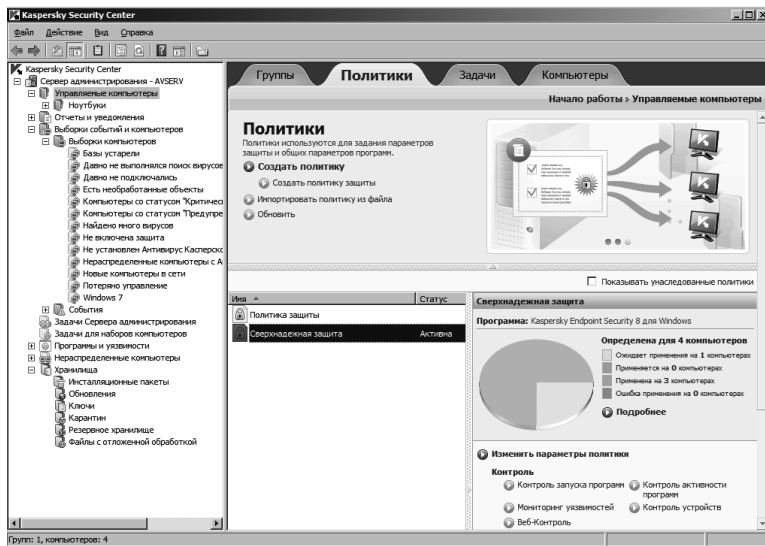 Kaspersky Security Center
Файл Действие Вид Справка
Kaspersky Security Center
Сервер администрирования - AVSERV
Управляемые компьютеры
Ноутбуки
Отчеты и уведомления
Выборки событий и компьютеров
Выборки компьютеров
Базы устарели
Давно не выполнялся поиск вирусов
Давно не подключались
Есть необработанные объекты
Компьютеры со статусом "Критичес
Компьютеры со статусом "Предупре
Найдено много вирусов
Не включена защита
Не установлен Антивирус Касперско
Нераспределенные компьютеры с А
Новые компьютеры в сети
Потеряно управление
Windows 7
События
Задачи Сервера администрирования
Задачи для наборов компьютеров
Программы и уязвимости
Нераспределенные компьютеры
Хранилища
Инсталляционные пакеты
Обновления
Ключи
Карантин
Резервное хранилище
Файлы с отложенной обработкой
Группы Политики Задачи Компьютеры
Начало работы › Управляемые компьютеры
Политики
Политики используются для задания параметров
защиты и общих параметров программ.
Создать политику
Создать политику защиты
Импортировать политику из файла
Обновить
Показывать унаследованные политики
Имя Статус
Политика защиты
Сверхнадежная защита Активна
Сверхнадежная защита
Программа: Kaspersky Endpoint Security 8 для Windows
Определена для 4 компьютеров
Ожидает применения на 1 компьютерах
Применяется на 0 компьютерах
Применена на 3 компьютерах
Ошибка применения на 0 компьютерах
Подробнее
Изменить параметры политики
Контроль
Контроль запуска программ Контроль активности
программ
Мониторинг уязвимостей Контроль устройств
Веб-Контроль
Групп: 1, компьютеров: 4